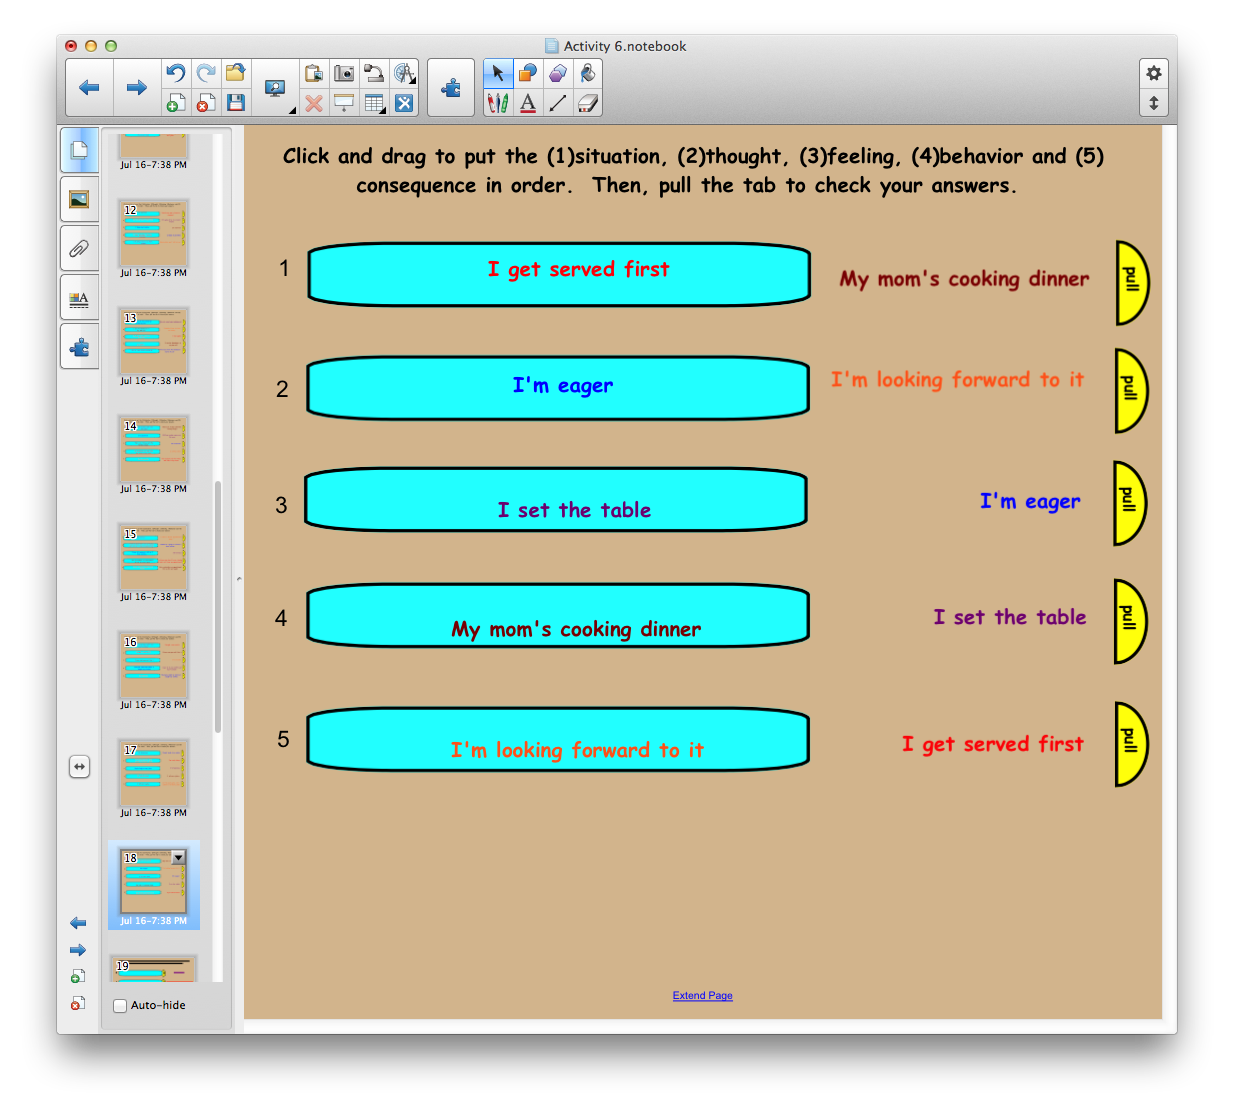 Activity 6.notebook
Jul 16-7:38 PM
12
Jul 16-7:38 PM
13
Jul 16-7:38 PM
14
Jul 16-7:38 PM
15
Jul 16-7:38 PM
16
Jul 16-7:38 PM
17
Jul 16-7:38 PM
18
Jul 16-7:38 PM
19
Auto-hide
Click and drag to put the (1)situation, (2)thought, (3)feeling, (4)behavior and (5)
consequence in order. Then, pull the tab to check your answers.
1 I get served first My mom's cooking dinner pull
2 I'm eager I'm looking forward to it pull
3 I set the table I'm eager pull
4 My mom's cooking dinner I set the table pull
5 I'm looking forward to it I get served first pull
Extend Page